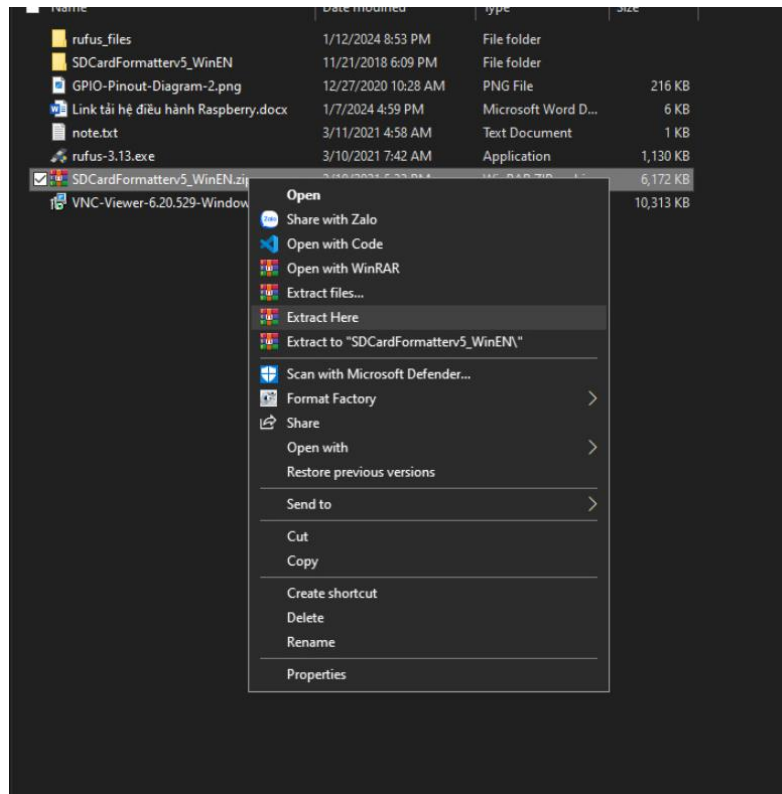 Name Date modified Type Size
rufus_files 1/12/2024 8:53 PM File folder
SDCardFormatterv5_WinEN 11/21/2018 6:09 PM File folder
GPIO-Pinout-Diagram-2.png 12/27/2020 10:28 AM PNG File 216 KB
Link tải hệ điều hành Raspberry.docx 1/7/2024 4:59 PM Microsoft Word D... 6 KB
note.txt 3/11/2021 4:58 AM Text Document 1 KB
rufus-3.13.exe 3/10/2021 7:42 AM Application 1,130 KB
SDCardFormatterv5_WinEN.zip 6,172 KB
VNC-Viewer-6.20.529-Window 10,313 KB
Open
Zalo Share with Zalo
Open with Code
Open with WinRAR
Extract files...
Extract Here
Extract to "SDCardFormatterv5_WinEN\"
Scan with Microsoft Defender...
Format Factory
Share
Open with
Restore previous versions
Send to
Cut
Copy
Create shortcut
Delete
Rename
Properties